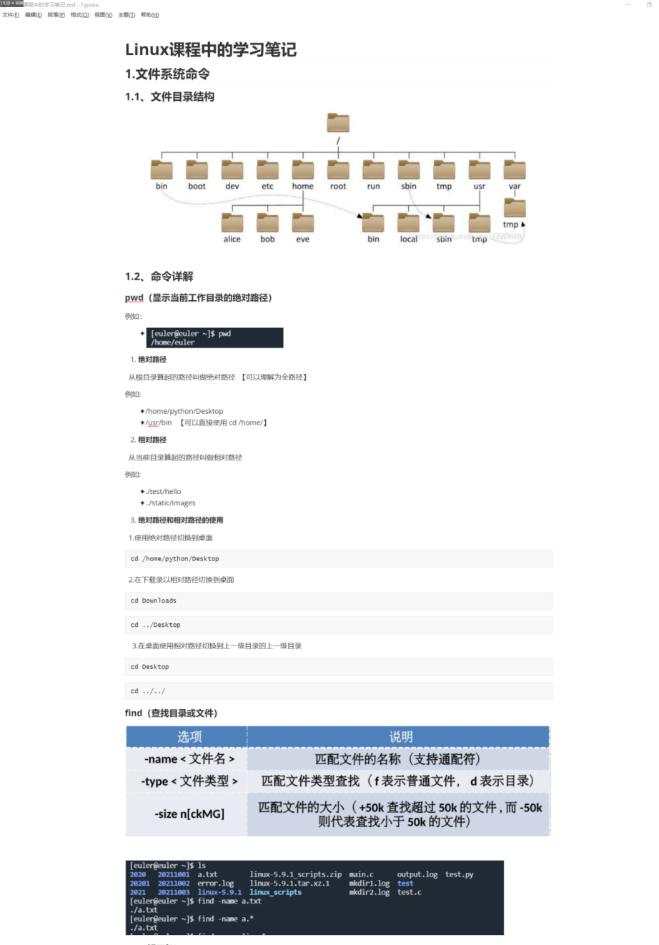 文件(F) 编辑(E) 段落(P) 格式(O) 视图(V) 主题(T) 帮助(H)
Linux课程中的学习笔记
1.文件系统命令
1.1、文件目录结构
/
bin boot dev etc home root run sbin tmp usr var
alice bob eve bin local sbin tmp tmp
1.2、命令详解
pwd（显示当前工作目录的绝对路径）
例如：
[euler@euler ~]$ pwd
/home/euler
1. 绝对路径
从根目录算起的路径叫做绝对路径 【可以理解为全路径】
例如:
/home/python/Desktop
/usr/bin 【可以直接使用 cd /home/】
2. 相对路径
从当前目录算起的路径叫做相对路径
例如:
./test/hello
../static/images
3. 绝对路径和相对路径的使用
1.使用绝对路径切换到桌面
cd /home/python/Desktop
2.在下载录以相对路径切换到桌面
cd Downloads
cd ../Desktop
3.在桌面使用相对路径切换到上一级目录的上一级目录
cd Desktop
cd ../../
find（查找目录或文件）
选项 说明
-name < 文件名 > 匹配文件的名称（支持通配符）
-type < 文件类型 > 匹配文件类型查找（ f 表示普通文件， d 表示目录）
-size n[ckMG] 匹配文件的大小（ +50k 查找超过 50k 的文件 , 而 -50k
则代表查找小于 50k 的文件）
[euler@euler ~]$ ls
2020 20211001 a.txt linux-5.9.1_scripts.zip main.c output.log test.py
20201 20211002 error.log linux-5.9.1.tar.xz.1 mkdir1.log test
2021 20211003 linux-5.9.1 linux_scripts mkdir2.log test.c
[euler@euler ~]$ find -name a.txt
./a.txt
[euler@euler ~]$ find -name a.*
./a.txt